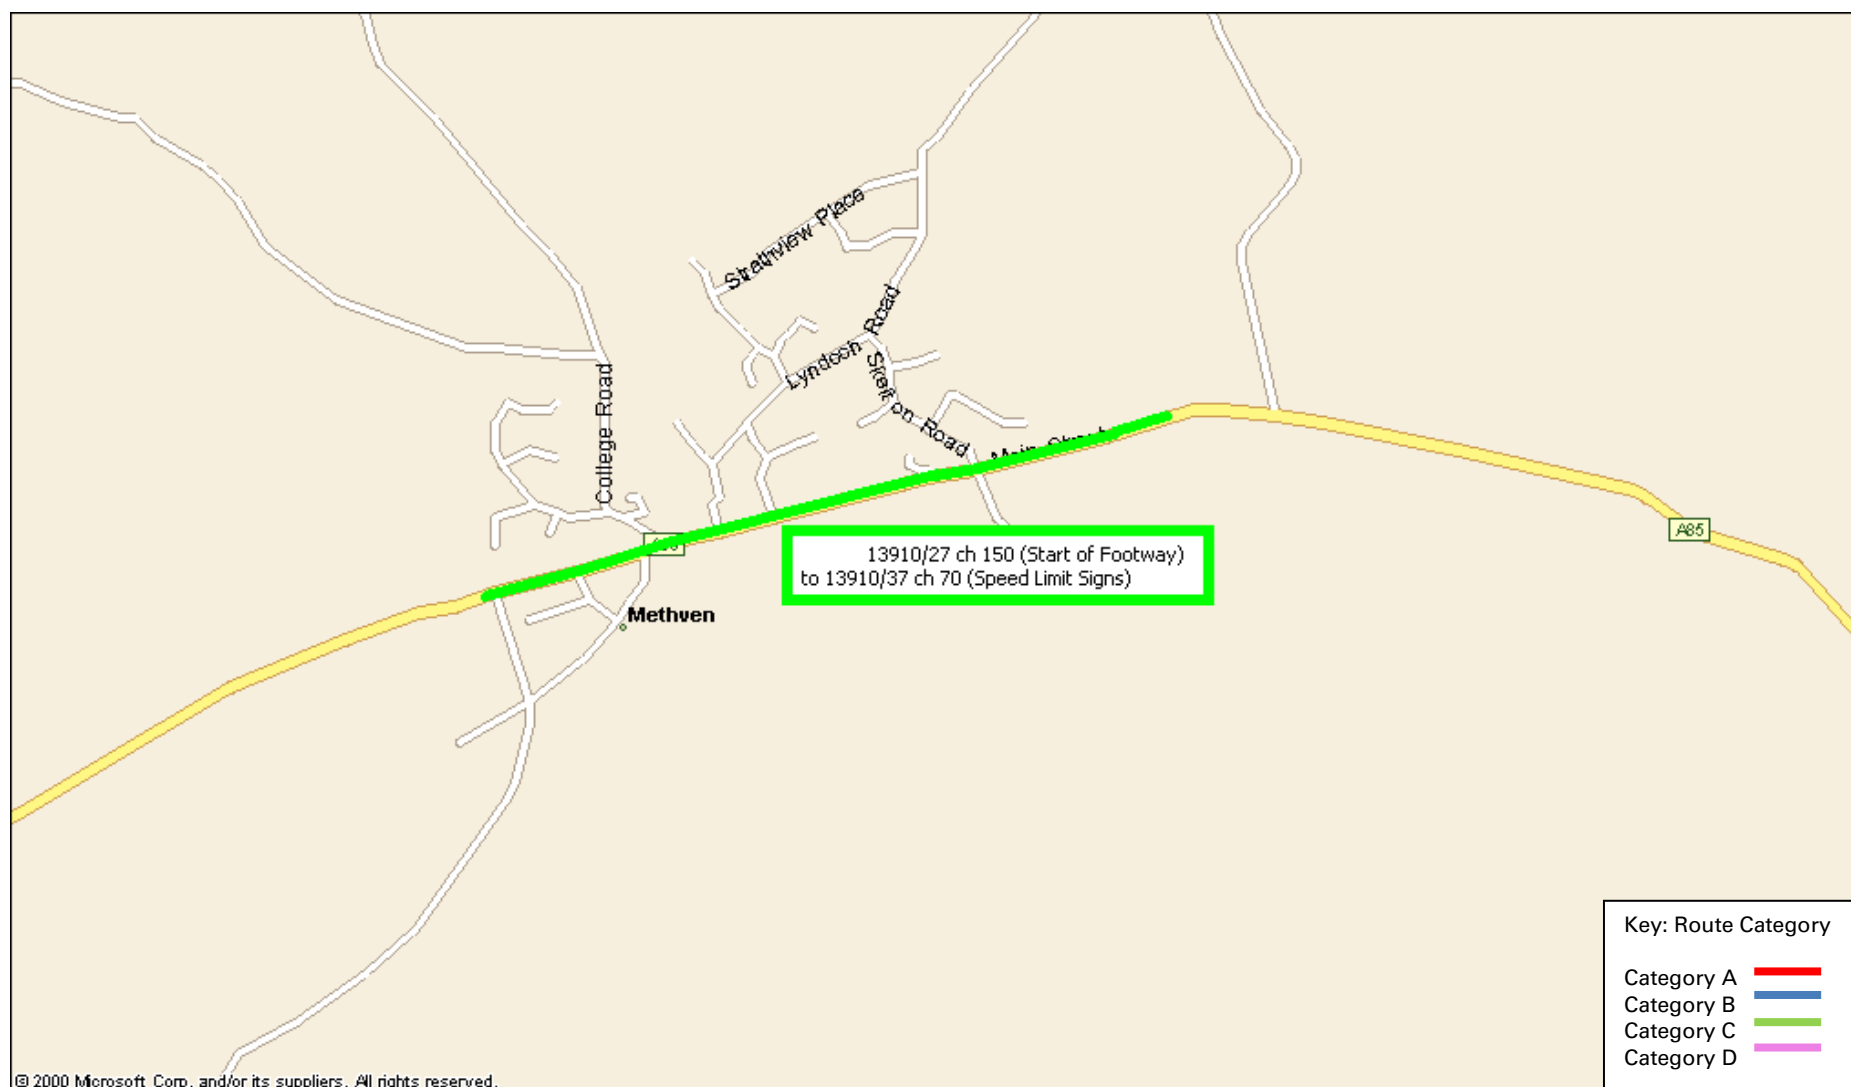 Strathview Place
Lyndoch Road
Skelton Road
College Road
A85
13910/27 ch 150 (Start of Footway)
to 13910/37 ch 70 (Speed Limit Signs)
Methven
Key: Route Category
Category A
Category B
Category C
Category D
© 2000 Microsoft Corp. and/or its suppliers. All rights reserved.